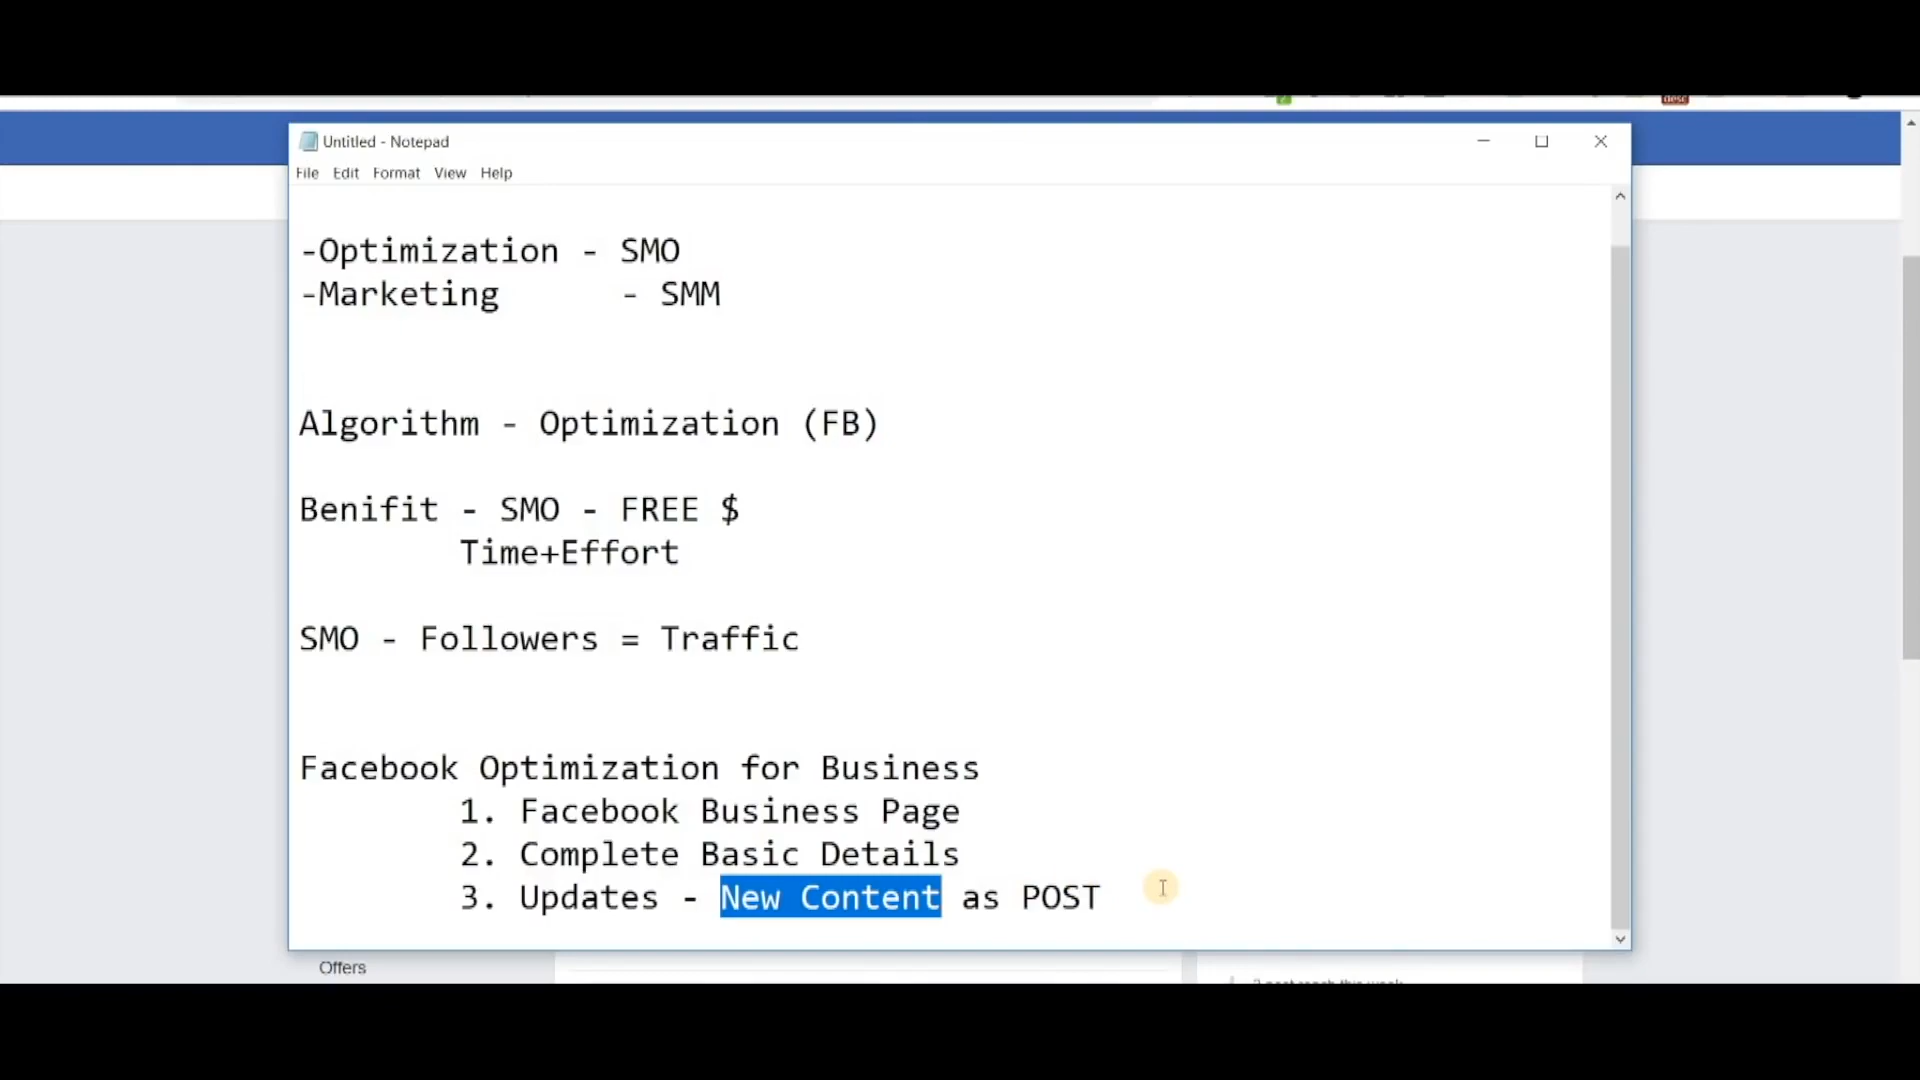 Untitled - Notepad
File Edit Format View Help
-Optimization - SMO
-Marketing - SMM
Algorithm - Optimization (FB)
Benifit - SMO - FREE $
Time+Effort
SMO - Followers = Traffic
Facebook Optimization for Business
1. Facebook Business Page
2. Complete Basic Details
3. Updates - New Content as POST
Offers